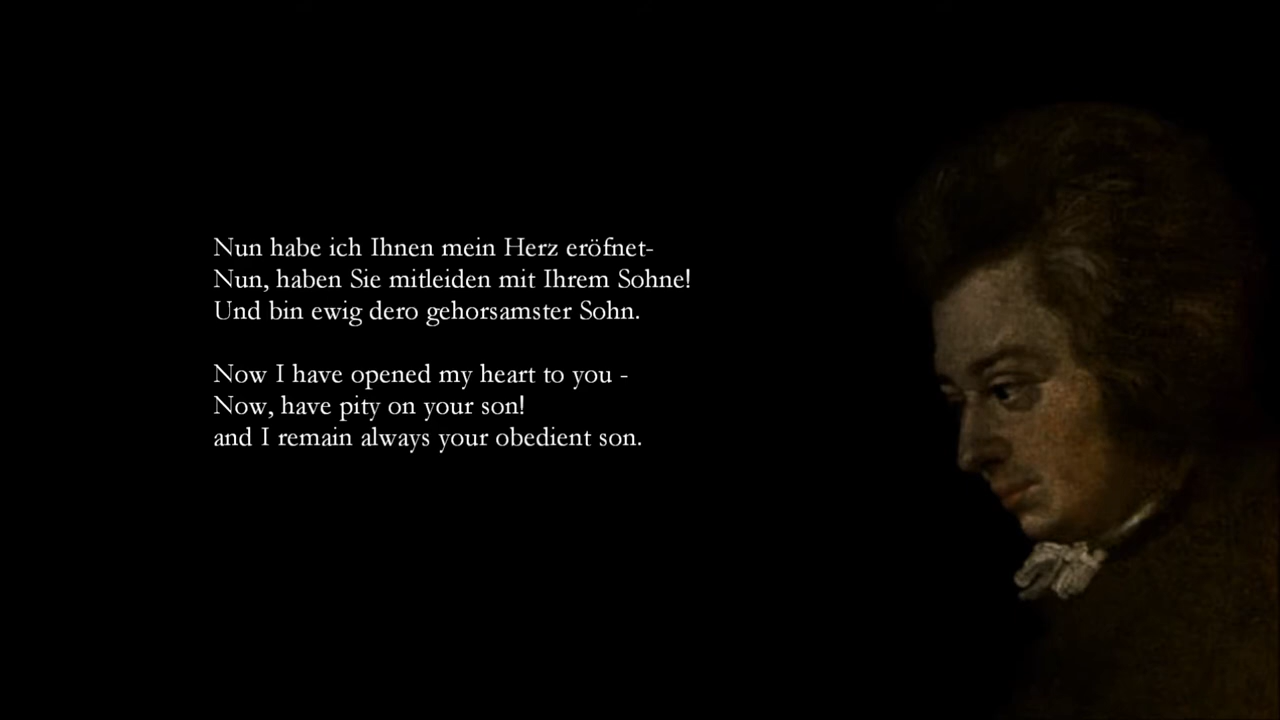 Nun habe ich Ihnen mein Herz eröfnet-
Nun, haben Sie mitleiden mit Ihrem Sohne!
Und bin ewig dero gehorsamster Sohn.
Now I have opened my heart to you -
Now, have pity on your son!
and I remain always your obedient son.